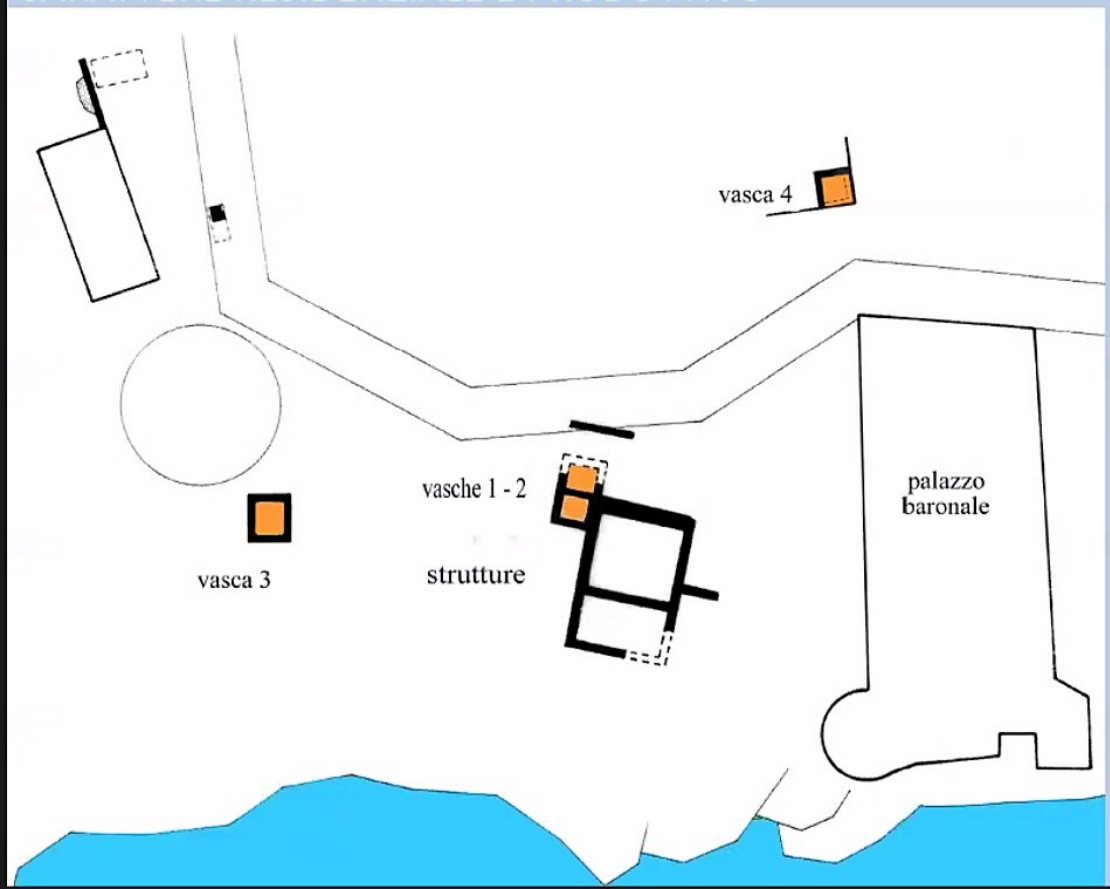 vasca 4
palazzo
baronale
vasche 1 - 2
vasca 3
strutture